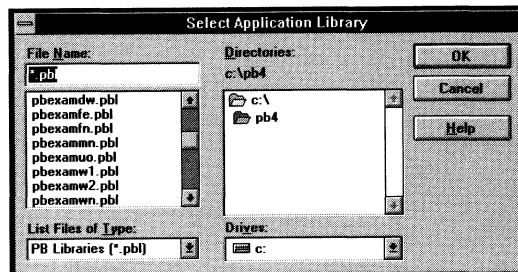 Select Application Library
File Name:
*.pbl
pbexamdw.pbl
pbexamfe.pbl
pbexamfn.pbl
pbexammn.pbl
pbexamuo.pbl
pbexamw1.pbl
pbexamw2.pbl
pbexamwn.pbl
List Files of Type:
PB Libraries (*.pbl)
Directories:
c:\pb4
c:\
pb4
Drives:
c:
OK
Cancel
Help